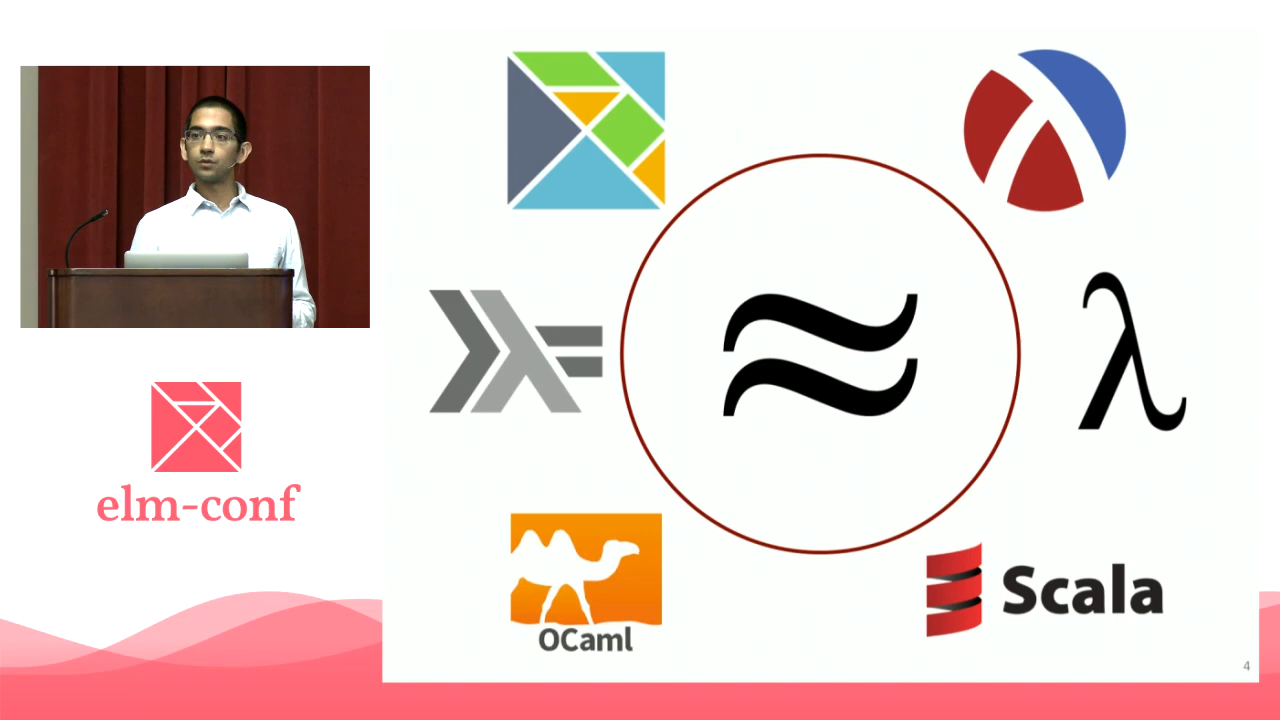 elm-conf
≈
λ
OCaml
Scala
4